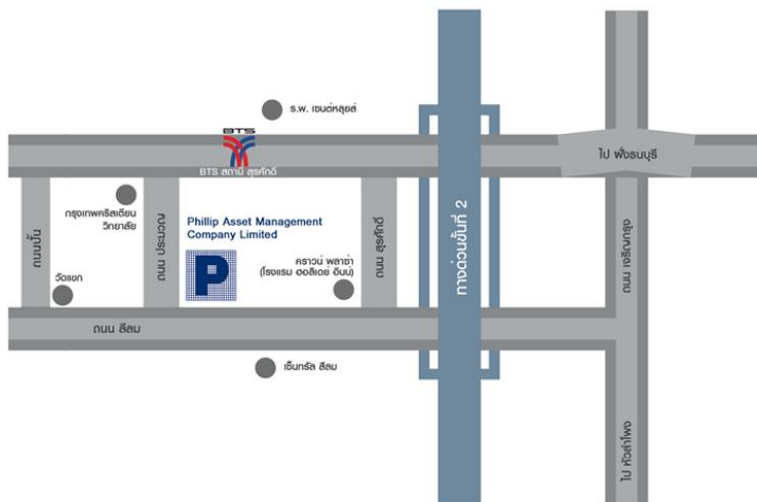 ร.พ. เซนต์หลุยส์
BTS
BTS สถานี สุรศักดิ์
ไป ฝั่งธนบุรี
ถนนปั้น
กรุงเทพคริสเตียน
วิทยาลัย
ถนน ประมวญ
Phillip Asset Management
Company Limited
P
คราวน์ พลาซ่า
(โรงแรม ฮอลิเดย์ อินน์)
ถนน สุรศักดิ์
ทางด่วนขั้นที่ 2
ถนน เจริญกรุง
วัดแขก
ถนน สีลม
เซ็นทรัล สีลม
ไป หัวลำโพง